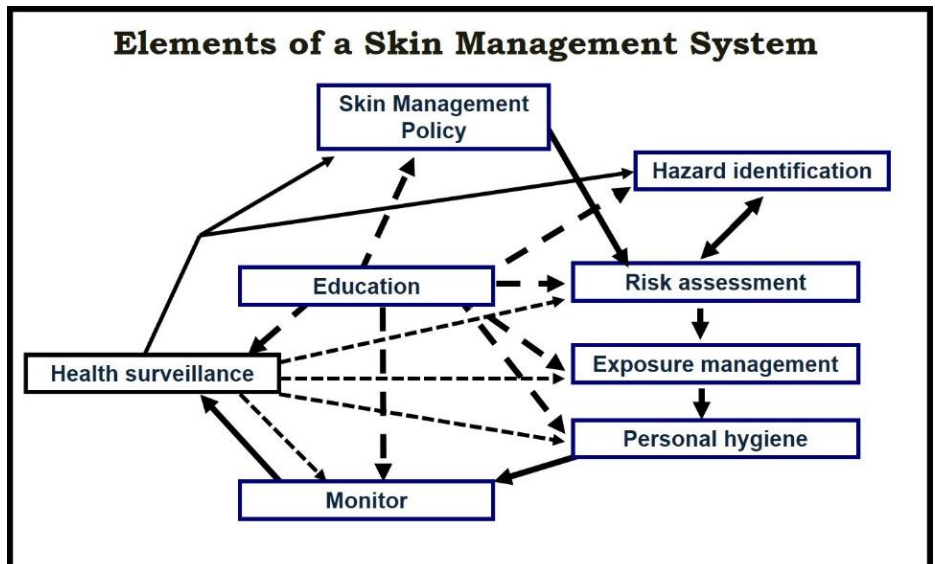 Elements of a Skin Management System
Skin Management
Policy
Hazard identification
Education
Risk assessment
Health surveillance
Exposure management
Personal hygiene
Monitor